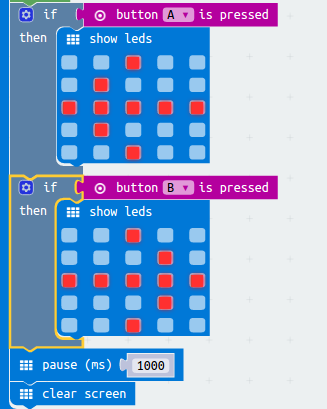 if button A is pressed
then show leds
if button B is pressed
then show leds
pause (ms) 1000
clear screen